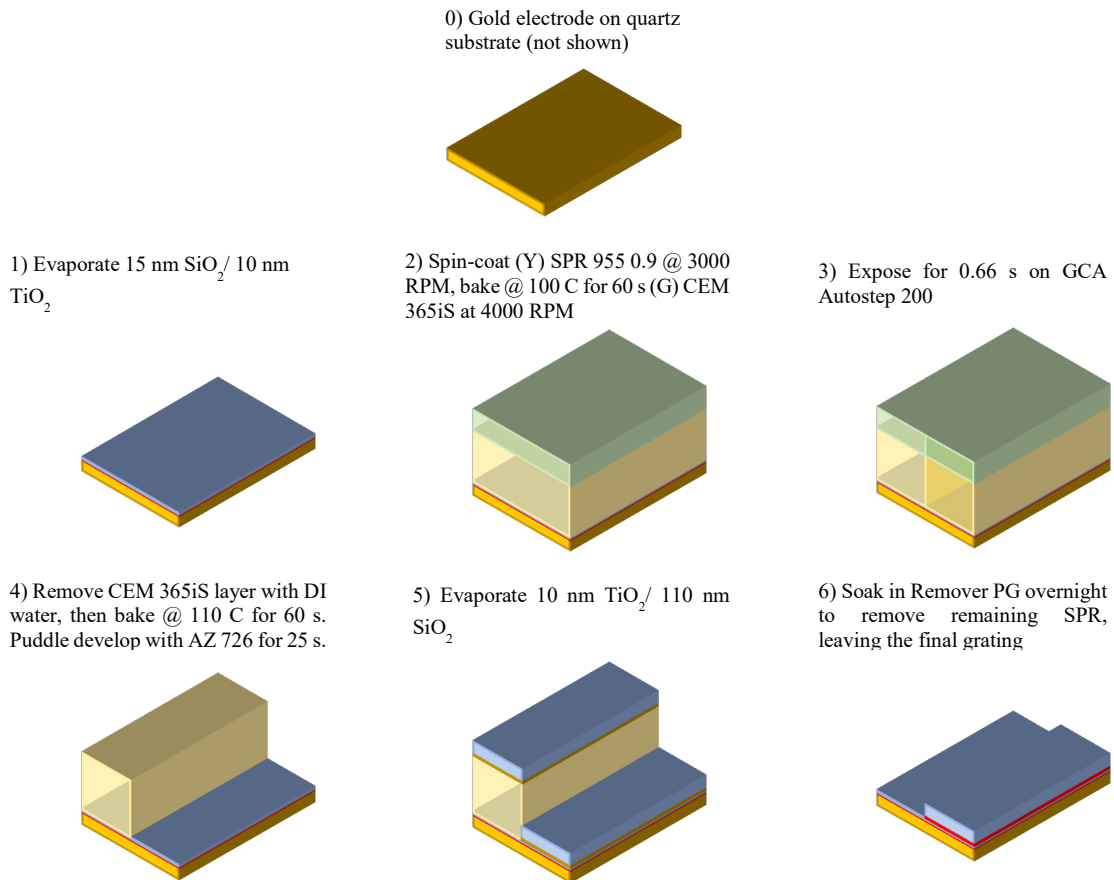 0) Gold electrode on quartz
substrate (not shown)
1) Evaporate 15 nm SiO2/ 10 nm
TiO2
2) Spin-coat (Y) SPR 955 0.9 @ 3000
RPM, bake @ 100 C for 60 s (G) CEM
365iS at 4000 RPM
3) Expose for 0.66 s on GCA
Autostep 200
4) Remove CEM 365iS layer with DI
water, then bake @ 110 C for 60 s.
Puddle develop with AZ 726 for 25 s.
5) Evaporate 10 nm TiO2/ 110 nm
SiO2
6) Soak in Remover PG overnight
to remove remaining SPR,
leaving the final grating